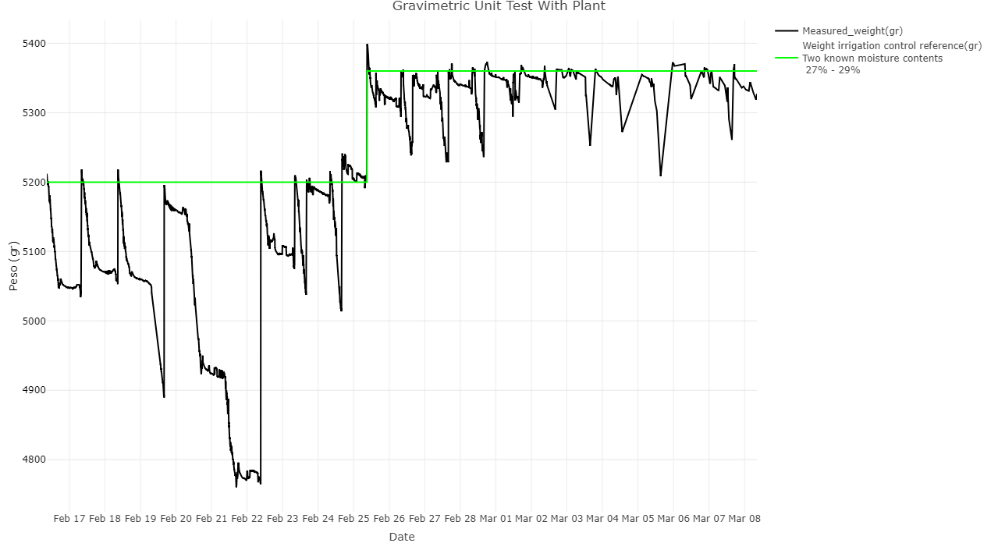 Gravimetric Unit Test With Plant
Measured_weight(gr)
Weight irrigation control reference(gr)
Two known moisture contents
27% - 29%
5400
5300
5200
5100
5000
4900
4800
Peso (gr)
Feb 17 Feb 18 Feb 19 Feb 20 Feb 21 Feb 22 Feb 23 Feb 24 Feb 25 Feb 26 Feb 27 Feb 28 Mar 01 Mar 02 Mar 03 Mar 04 Mar 05 Mar 06 Mar 07 Mar 08
Date